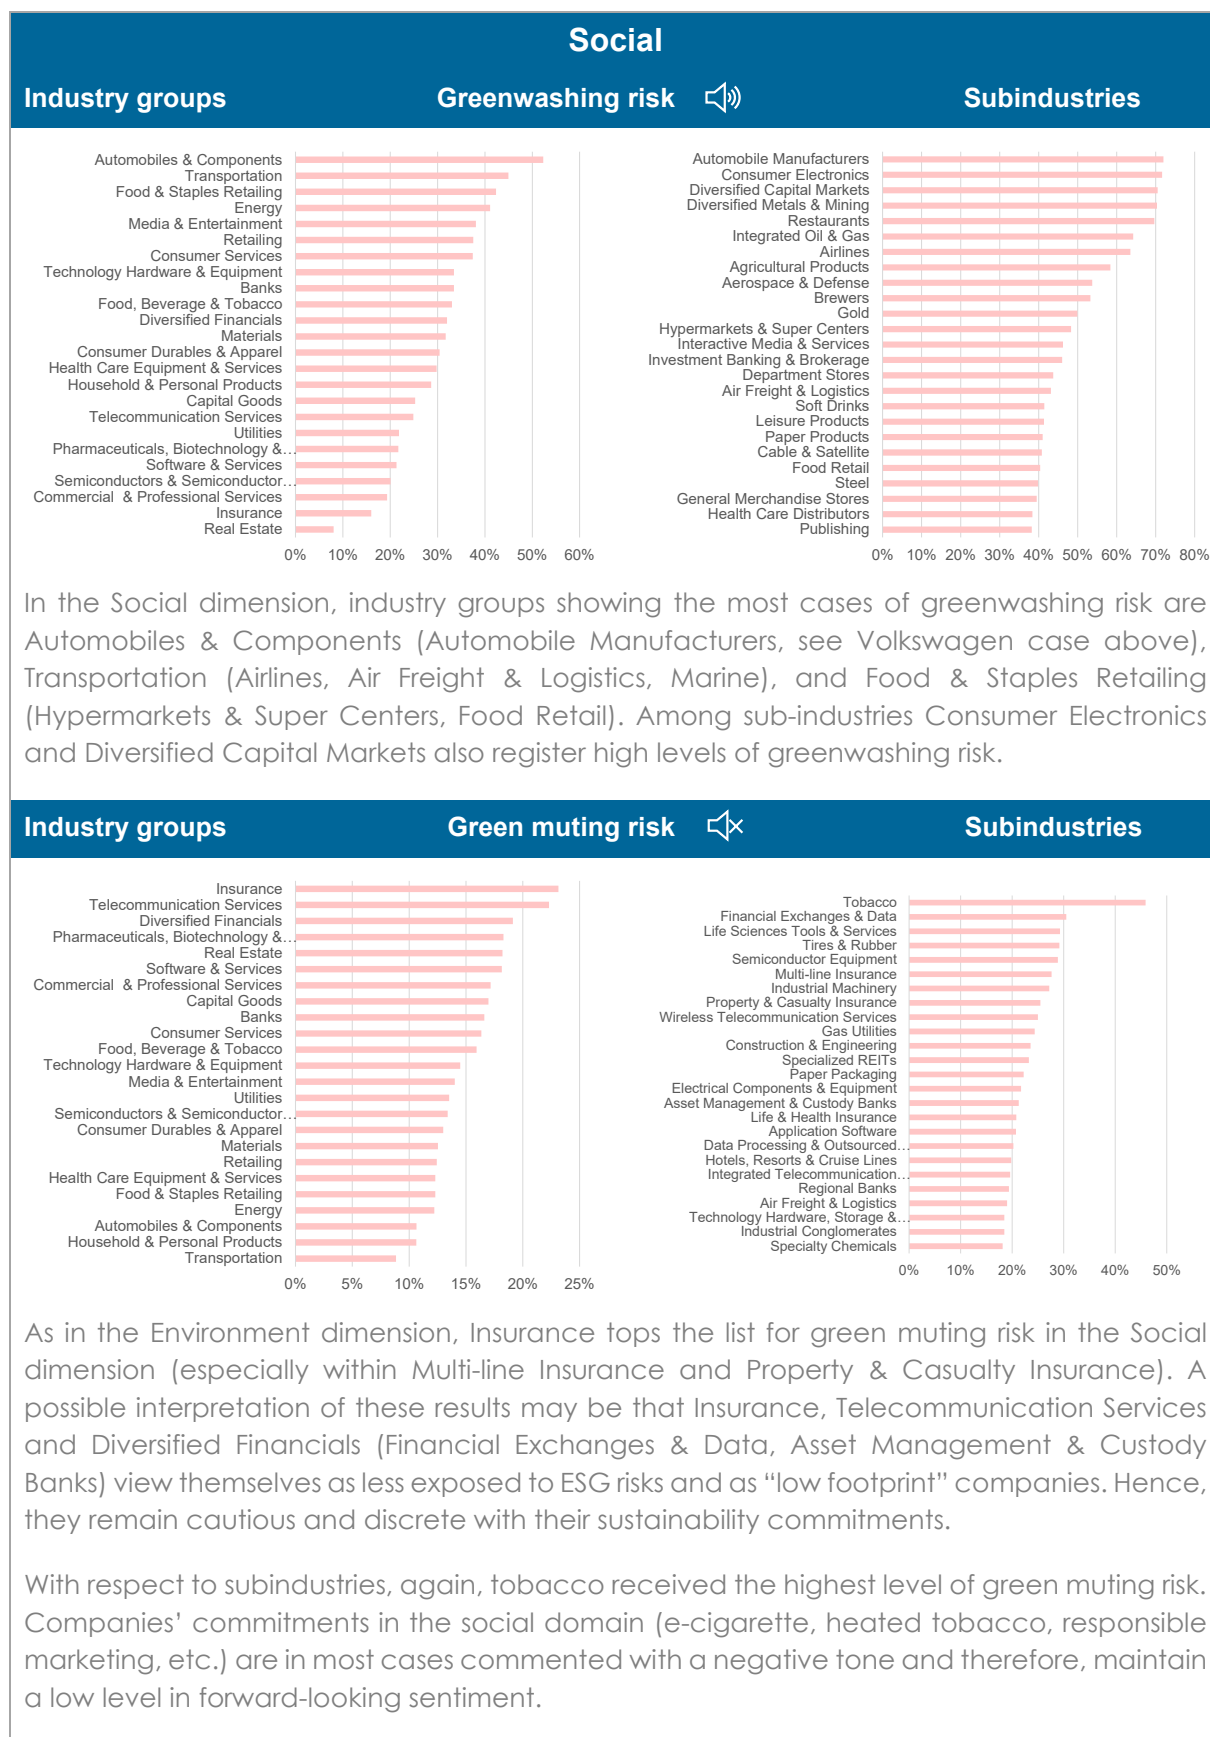 Social
Industry groups
Greenwashing risk
Subindustries
Automobiles & Components
Transportation
Food & Staples Retailing
Energy
Media & Entertainment
Retailing
Consumer Services
Technology Hardware & Equipment
Banks
Food, Beverage & Tobacco
Diversified Financials
Materials
Consumer Durables & Apparel
Health Care Equipment & Services
Household & Personal Products
Capital Goods
Telecommunication Services
Utilities
Pharmaceuticals, Biotechnology &…
Software & Services
Semiconductors & Semiconductor…
Commercial  & Professional Services
Insurance
Real Estate
0% 10% 20% 30% 40% 50% 60%
Automobile Manufacturers
Consumer Electronics
Diversified Capital Markets
Diversified Metals & Mining
Restaurants
Integrated Oil & Gas
Airlines
Agricultural Products
Aerospace & Defense
Brewers
Gold
Hypermarkets & Super Centers
Interactive Media & Services
Investment Banking & Brokerage
Department Stores
Air Freight & Logistics
Soft Drinks
Leisure Products
Paper Products
Cable & Satellite
Food Retail
Steel
General Merchandise Stores
Health Care Distributors
Publishing
0% 10% 20% 30% 40% 50% 60% 70% 80%
In the Social dimension, industry groups showing the most cases of greenwashing risk are
Automobiles & Components (Automobile Manufacturers, see Volkswagen case above),
Transportation (Airlines, Air Freight & Logistics, Marine), and Food & Staples Retailing
(Hypermarkets & Super Centers, Food Retail). Among sub-industries Consumer Electronics
and Diversified Capital Markets also register high levels of greenwashing risk.
Industry groups
Green muting risk
Subindustries
Insurance
Telecommunication Services
Diversified Financials
Pharmaceuticals, Biotechnology &…
Real Estate
Software & Services
Commercial  & Professional Services
Capital Goods
Banks
Consumer Services
Food, Beverage & Tobacco
Technology Hardware & Equipment
Media & Entertainment
Utilities
Semiconductors & Semiconductor…
Consumer Durables & Apparel
Materials
Retailing
Health Care Equipment & Services
Food & Staples Retailing
Energy
Automobiles & Components
Household & Personal Products
Transportation
0% 5% 10% 15% 20% 25%
Tobacco
Financial Exchanges & Data
Life Sciences Tools & Services
Tires & Rubber
Semiconductor Equipment
Multi-line Insurance
Industrial Machinery
Property & Casualty Insurance
Wireless Telecommunication Services
Gas Utilities
Construction & Engineering
Specialized REITs
Paper Packaging
Electrical Components & Equipment
Asset Management & Custody Banks
Life & Health Insurance
Application Software
Data Processing & Outsourced…
Hotels, Resorts & Cruise Lines
Integrated Telecommunication…
Regional Banks
Air Freight & Logistics
Technology Hardware, Storage &…
Industrial Conglomerates
Specialty Chemicals
0% 10% 20% 30% 40% 50%
As in the Environment dimension, Insurance tops the list for green muting risk in the Social
dimension (especially within Multi-line Insurance and Property & Casualty Insurance). A
possible interpretation of these results may be that Insurance, Telecommunication Services
and Diversified Financials (Financial Exchanges & Data, Asset Management & Custody
Banks) view themselves as less exposed to ESG risks and as “low footprint” companies. Hence,
they remain cautious and discrete with their sustainability commitments.
With respect to subindustries, again, tobacco received the highest level of green muting risk.
Companies’ commitments in the social domain (e-cigarette, heated tobacco, responsible
marketing, etc.) are in most cases commented with a negative tone and therefore, maintain
a low level in forward-looking sentiment.